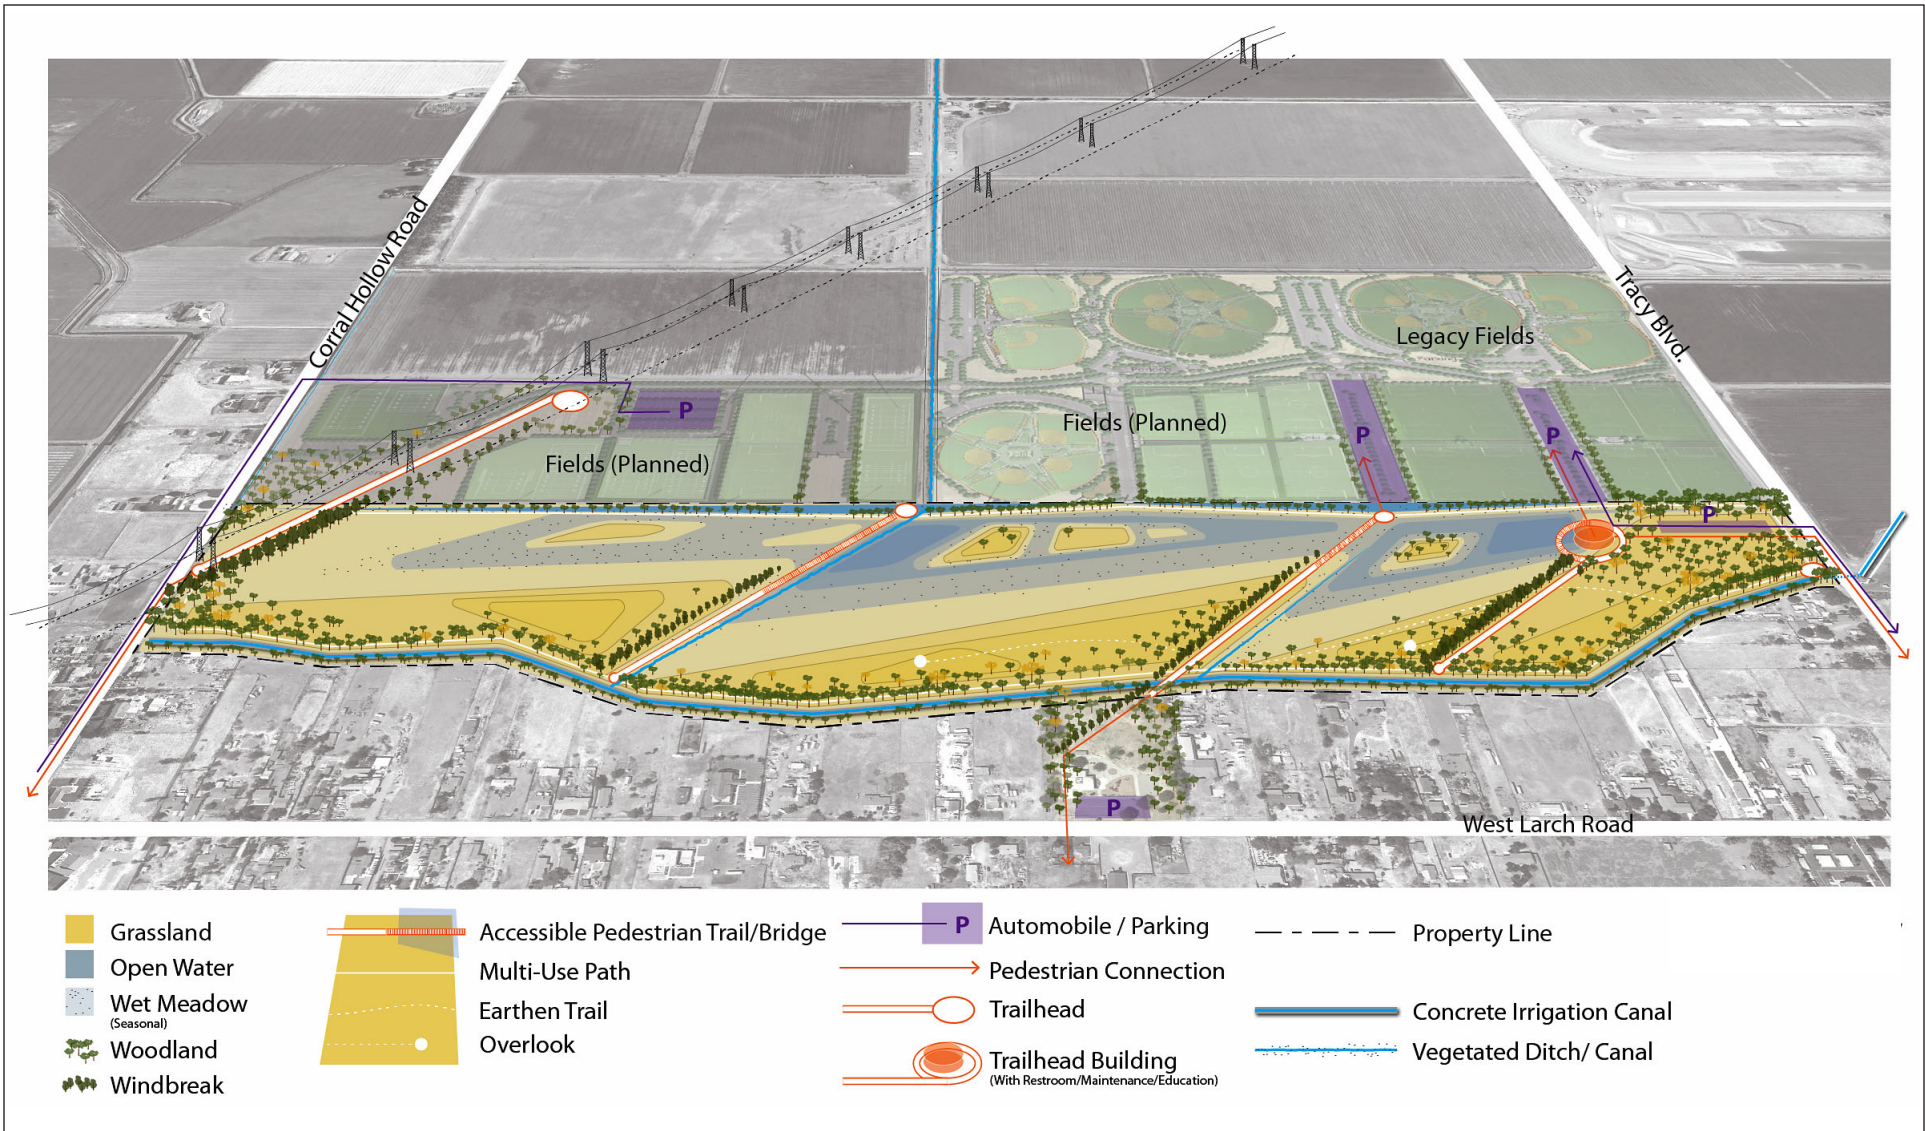 Corral Hollow Road
Tracy Blvd.
Legacy Fields
P
Fields (Planned)
P
P
Fields (Planned)
P
P
West Larch Road
Grassland
Open Water
Wet Meadow
(Seasonal)
Woodland
Windbreak
Accessible Pedestrian Trail/Bridge
Multi-Use Path
Earthen Trail
Overlook
P
Automobile / Parking
Pedestrian Connection
Trailhead
Trailhead Building
(With Restroom/Maintenance/Education)
Property Line
Concrete Irrigation Canal
Vegetated Ditch/ Canal